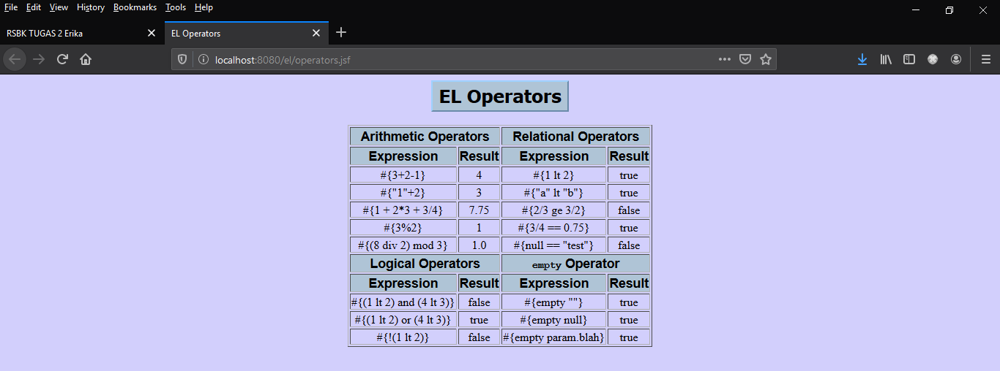 File Edit View History Bookmarks Tools Help
RSBK TUGAS 2 Erika EL Operators
localhost:8080/el/operators.jsf
EL Operators
Arithmetic Operators Relational Operators
Expression Result Expression Result
#{3+2-1} 4 #{1 lt 2} true
#{"1"+2} 3 #{"a" lt "b"} true
#{1 + 2*3 + 3/4} 7.75 #{2/3 ge 3/2} false
#{3%2} 1 #{3/4 == 0.75} true
#{(8 div 2) mod 3} 1.0 #{null == "test"} false
Logical Operators empty Operator
Expression Result Expression Result
#{(1 lt 2) and (4 lt 3)} false #{empty ""} true
#{(1 lt 2) or (4 lt 3)} true #{empty null} true
#{!(1 lt 2)} false #{empty param.blah} true